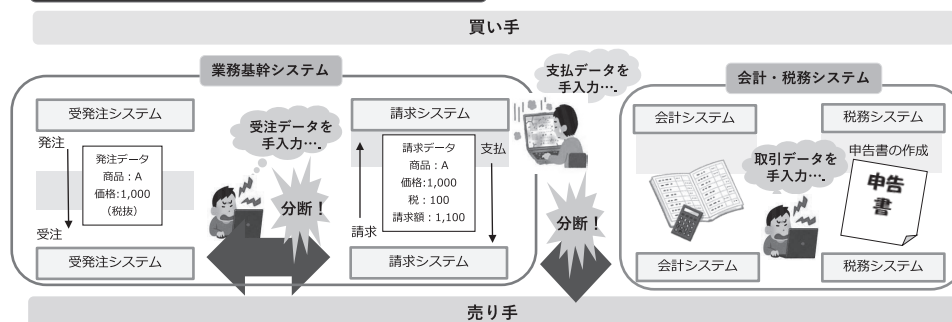 買い手
業務基幹システム
受発注システム
発注
発注データ
商品：A
価格:1,000
（税抜）
受注
受発注システム
受注データを
手入力….
分断！
請求システム
請求データ
商品：A
価格:1,000
税：100
請求額：1,100
請求
支払
請求システム
支払データを
手入力….
分断！
会計・税務システム
会計システム
税務システム
申告書の作成
申告
書
取引データを
手入力….
会計システム
税務システム
売り手